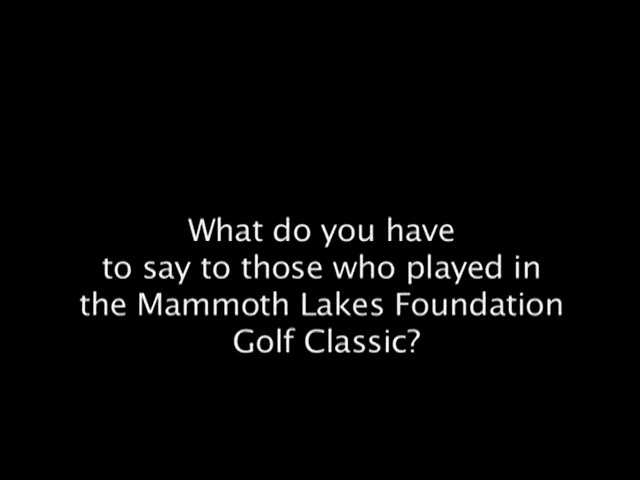 What do you have
to say to those who played in
the Mammoth Lakes Foundation
Golf Classic?